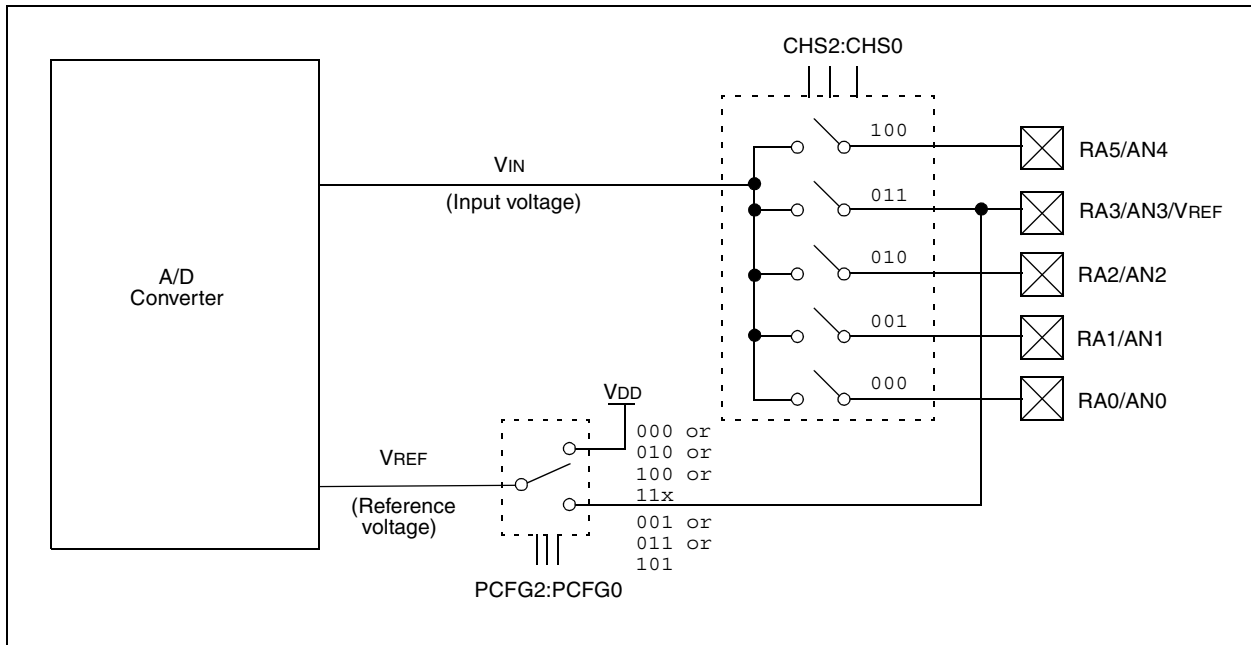 CHS2:CHS0
100
RA5/AN4
VIN
(Input voltage)
011
RA3/AN3/VREF
A/D
Converter
010
RA2/AN2
001
RA1/AN1
000
RA0/AN0
VDD
000 or
010 or
100 or
11x
VREF
(Reference
voltage)
001 or
011 or
101
PCFG2:PCFG0